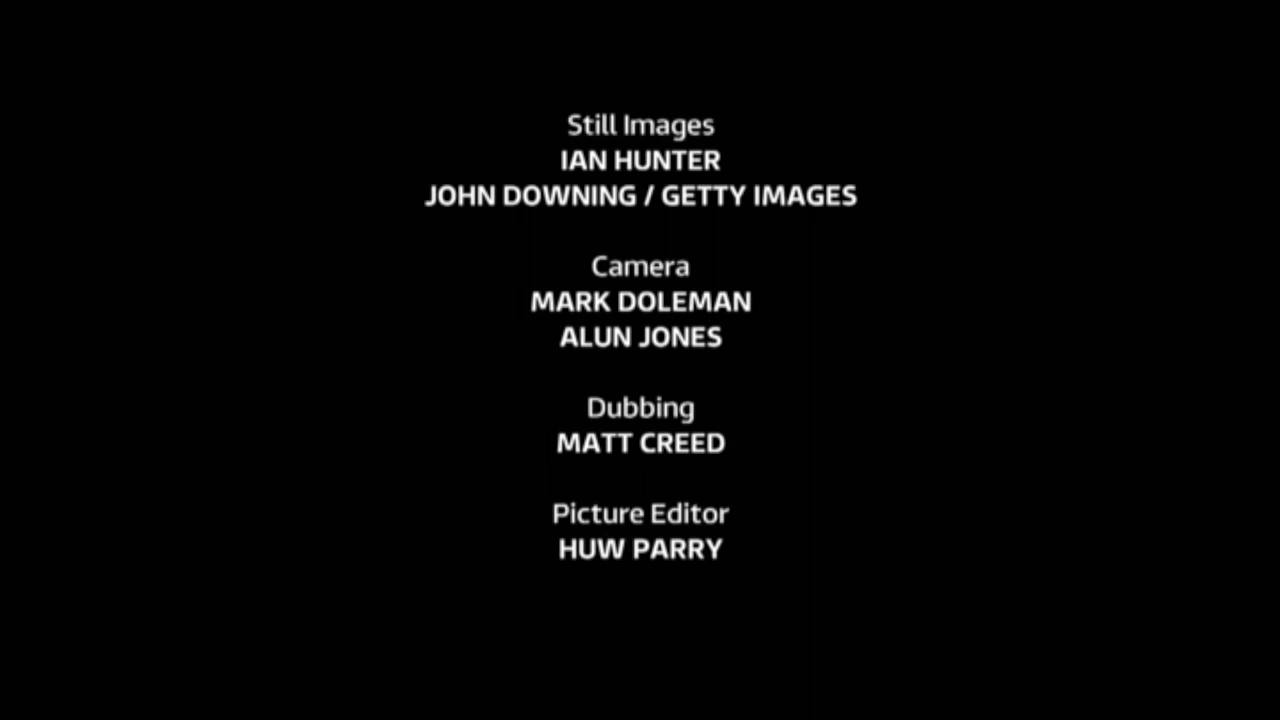 Still Images
IAN HUNTER
JOHN DOWNING / GETTY IMAGES
Camera
MARK DOLEMAN
ALUN JONES
Dubbing
MATT CREED
Picture Editor
HUW PARRY